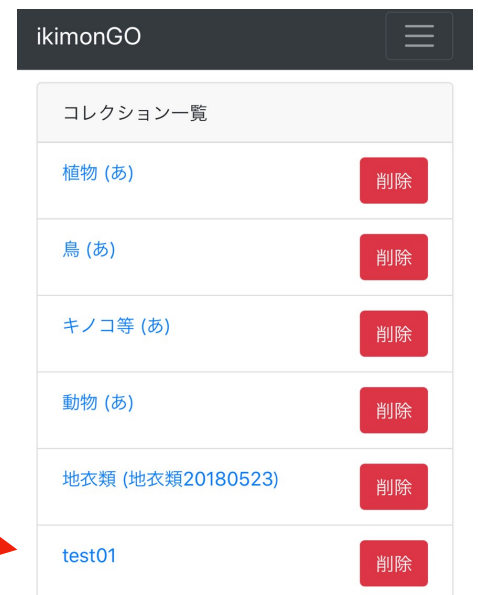 ikimonGO
コレクション一覧
植物 (あ)
削除
鳥 (あ)
削除
キノコ等 (あ)
削除
動物 (あ)
削除
地衣類 (地衣類20180523)
削除
test01
削除